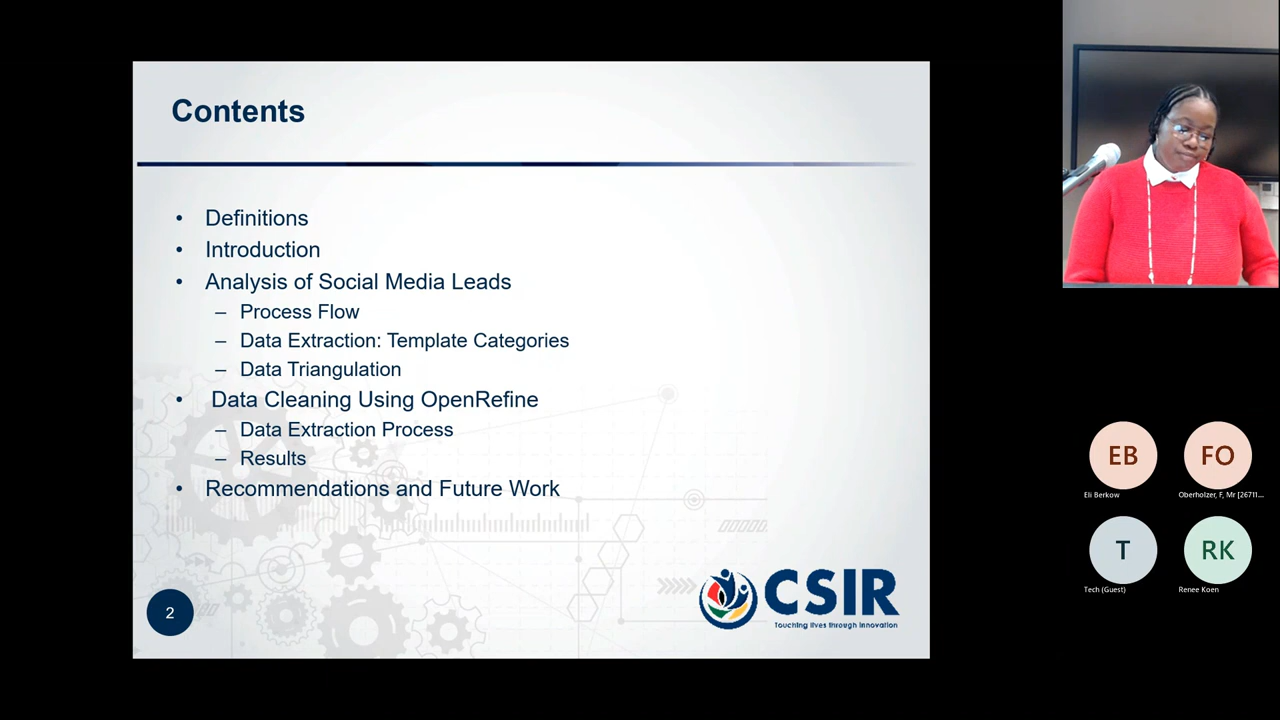 Contents
• Definitions
• Introduction
• Analysis of Social Media Leads
– Process Flow
– Data Extraction: Template Categories
– Data Triangulation
• Data Cleaning Using OpenRefine
– Data Extraction Process
– Results
• Recommendations and Future Work
2
CSIR
Touching lives through innovation
EB
FO
Eli Berkow
Oberholzer, F, Mr [26711...
T
RK
Tech (Guest)
Renee Koen